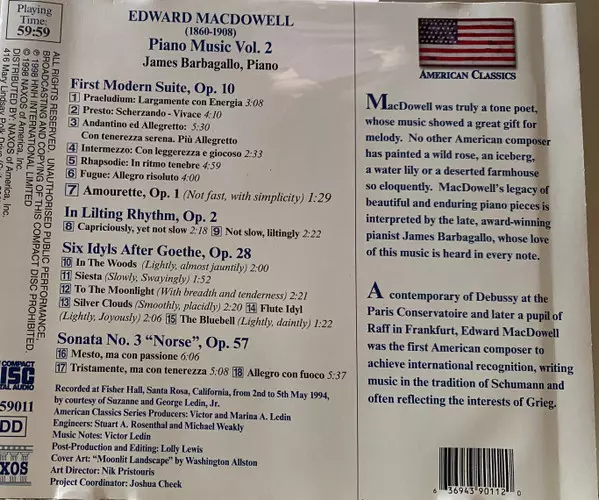 Playing
Time:
59:59
EDWARD MACDOWELL
(1860-1908)
Piano Music Vol. 2
James Barbagallo, Piano
First Modern Suite, Op. 10
1 Praeludium: Largamente con Energia 3:08
2 Presto: Scherzando - Vivace 4:10
3 Andantino ed Allegretto: 5:30
Con tenerezza serena. Più Allegretto
4 Intermezzo: Con leggerezza e giocoso 2:33
5 Rhapsodie: In ritmo tenebre 4:59
6 Fugue: Allegro risoluto 4:00
7 Amourette, Op. 1 (Not fast, with simplicity) 1:29
In Lilting Rhythm, Op. 2
8 Capriciously, yet not slow 2:18 9 Not slow, liltingly 2:22
Six Idyls After Goethe, Op. 28
10 In The Woods (Lightly, almost jauntily) 2:00
11 Siesta (Slowly, Swayingly) 1:52
12 To The Moonlight (With breadth and tenderness) 2:21
13 Silver Clouds (Smoothly, placidly) 2:20 14 Flute Idyl
(Lightly, Joyously) 2:06 15 The Bluebell (Lightly, daintly) 1:22
Sonata No. 3 “Norse”, Op. 57
16 Mesto, ma con passione 6:06
17 Tristamente, ma con tenerezza 5:08 18 Allegro con fuoco 5:37
Recorded at Fisher Hall, Santa Rosa, California, from 2nd to 5th May 1994,
by courtesy of Suzanne and George Ledin, Jr.
American Classics Series Producers: Victor and Marina A. Ledin
Engineers: Stuart A. Rosenthal and Michael Weakly
Music Notes: Victor Ledin
Post-Production and Editing: Lolly Lewis
Cover Art: “Moonlit Landscape” by Washington Allston
Art Director: Nik Pristouris
Project Coordinator: Joshua Cheek
AMERICAN CLASSICS
MacDowell was truly a tone poet,
whose music showed a great gift for
melody. No other American composer
has painted a wild rose, an iceberg,
a water lily or a deserted farmhouse
so eloquently. MacDowell's legacy of
beautiful and enduring piano pieces is
interpreted by the late, award-winning
pianist James Barbagallo, whose love
of this music is heard in every note.
A contemporary of Debussy at the
Paris Conservatoire and later a pupil of
Raff in Frankfurt, Edward MacDowell
was the first American composer to
achieve international recognition, writing
music in the tradition of Schumann and
often reflecting the interests of Grieg.
6 36943 90112 0
ALL RIGHTS RESERVED. UNAUTHORISED PUBLIC PERFORMANCE,
BROADCASTING AND COPYING OF THIS COMPACT DISC PROHIBITED
℗ 1998 HNH INTERNATIONAL LIMITED
© 1998 NAXOS of America, Inc.
DISTRIBUTED BY: NAXOS of America, Inc.
416 Mary Lindsay Polk Drive
COMPACT
DISC
DIGITAL AUDIO
59011
DD
AXOS